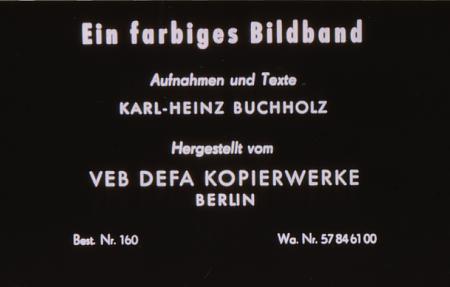 Ein farbiges Bildband
Aufnahmen und Texte
KARL-HEINZ BUCHHOLZ
Hergestellt vom
VEB DEFA KOPIERWERKE
BERLIN
Best. Nr. 160
Wa. Nr. 57 84 61 00